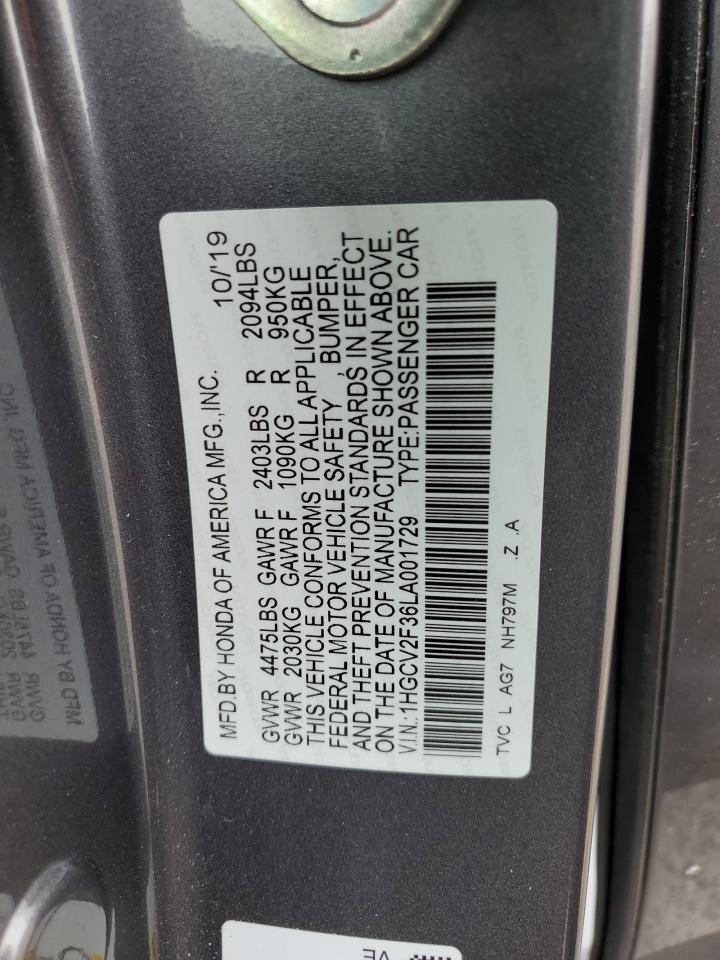 MFD.BY HONDA OF AMERICA MFG.,INC. 10/'19
GVWR 4475LBS GAWR F 2403LBS R 2094LBS
GVWR 2030KG GAWR F 1090KG R 950KG
THIS VEHICLE CONFORMS TO ALL APPLICABLE
FEDERAL MOTOR VEHICLE SAFETY , BUMPER,
AND THEFT PREVENTION STANDARDS IN EFFECT
ON THE DATE OF MANUFACTURE SHOWN ABOVE.
V.I.N.:1HGCV2F36LA001729 TYPE:PASSENGER CAR
TVC L AG7 NH797M .Z .A
VE